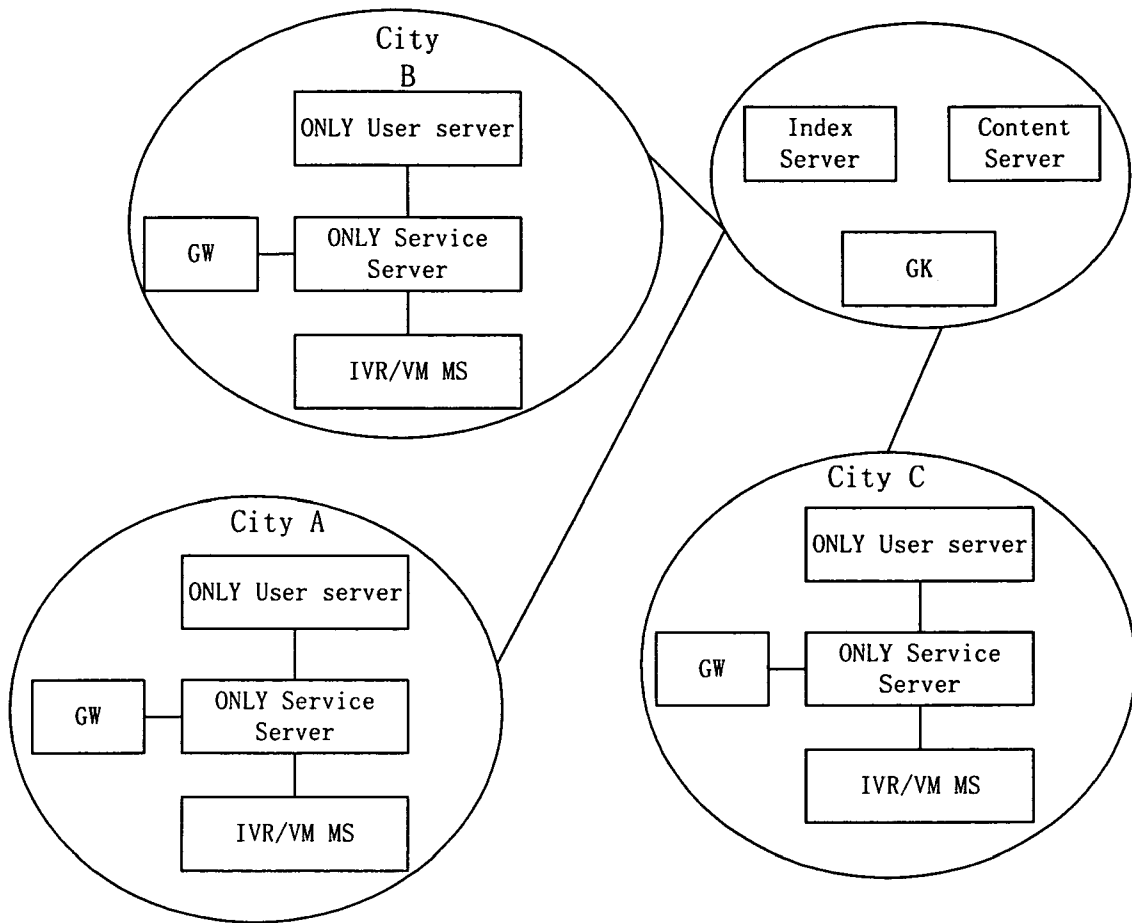 City
B
ONLY User server
GW
ONLY Service
Server
IVR/VM MS
Index
Server
Content
Server
GK
City A
ONLY User server
GW
ONLY Service
Server
IVR/VM MS
City C
ONLY User server
GW
ONLY Service
Server
IVR/VM MS